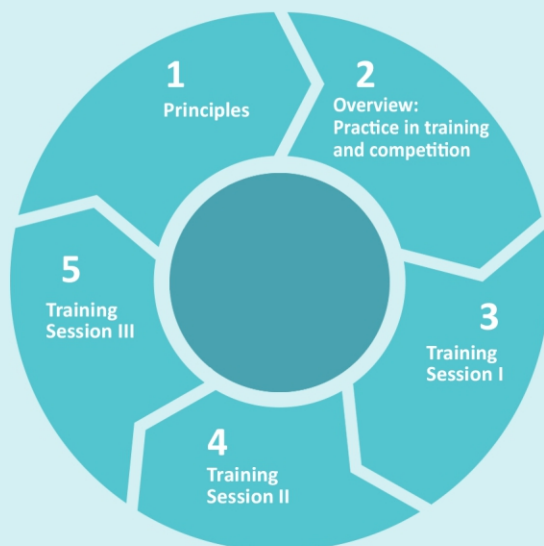 1
Principles
2
Overview:
Practice in training
and competition
3
Training
Session I
4
Training
Session II
5
Training
Session III